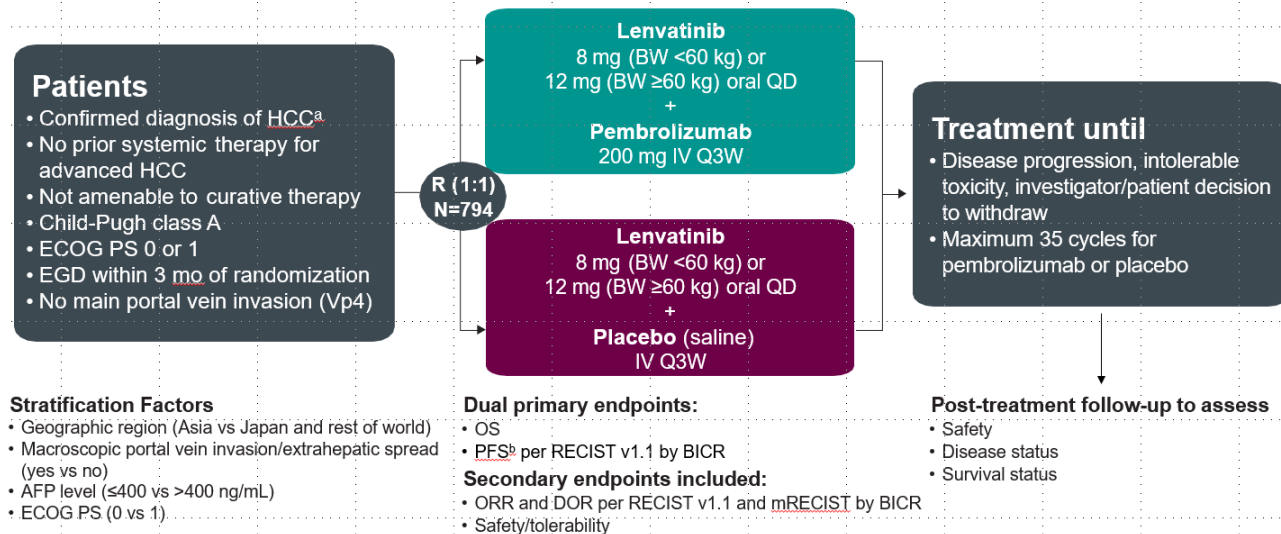 Patients
• Confirmed diagnosis of HCCª
• No prior systemic therapy for
advanced HCC
• Not amenable to curative therapy
• Child-Pugh class A
• ECOG PS 0 or 1
• EGD within 3 mo of randomization
• No main portal vein invasion (Vp4)
R (1:1)
N=794
Lenvatinib
8 mg (BW <60 kg) or
12 mg (BW ≥60 kg) oral QD
+
Pembrolizumab
200 mg IV Q3W
Lenvatinib
8 mg (BW <60 kg) or
12 mg (BW ≥60 kg) oral QD
+
Placebo (saline)
IV Q3W
Treatment until
• Disease progression, intolerable
toxicity, investigator/patient decision
to withdraw
• Maximum 35 cycles for
pembrolizumab or placebo
Stratification Factors
• Geographic region (Asia vs Japan and rest of world)
• Macroscopic portal vein invasion/extrahepatic spread
(yes vs no)
• AFP level (≤400 vs >400 ng/mL)
• ECOG PS (0 vs 1)
Dual primary endpoints:
• OS
• PFSᵇ per RECIST v1.1 by BICR
Secondary endpoints included:
• ORR and DOR per RECIST v1.1 and mRECIST by BICR
• Safety/tolerability
Post-treatment follow-up to assess
• Safety
• Disease status
• Survival status